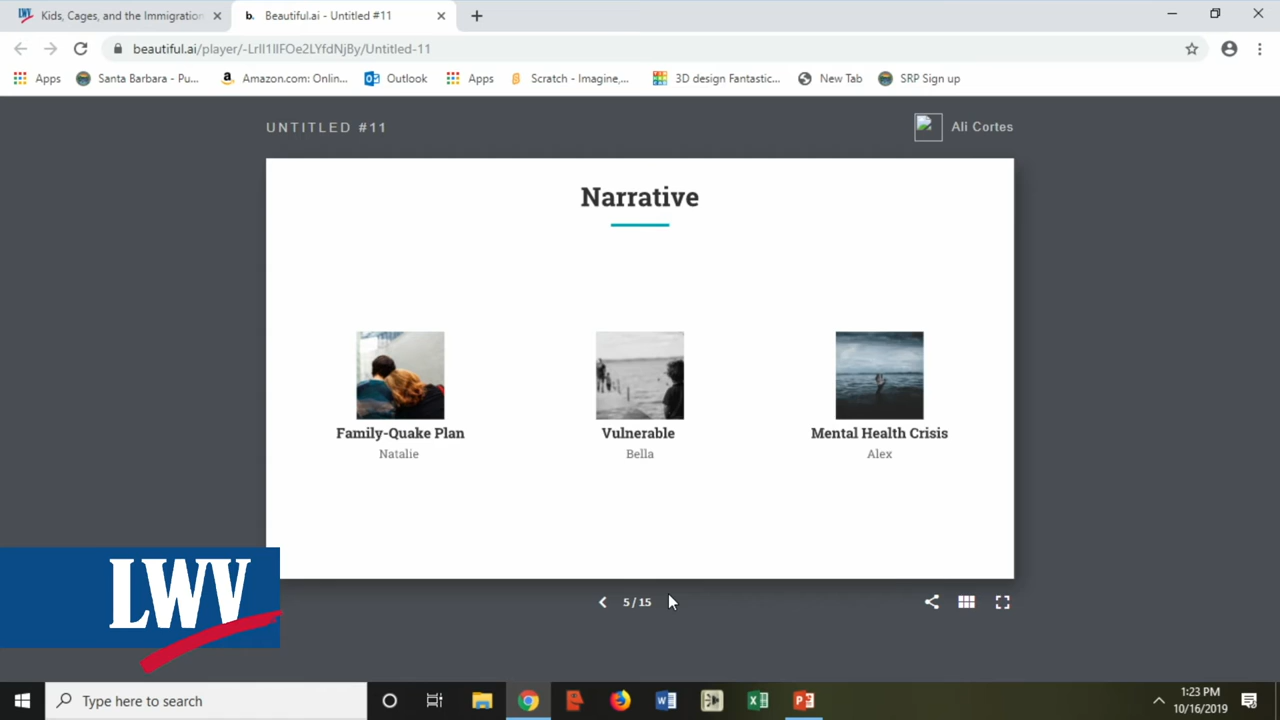 Kids, Cages, and the Immigration
Beautiful.ai - Untitled #11
beautiful.ai/player/-LrlI1lIFOe2LYfdNjBy/Untitled-11
Apps
Santa Barbara - Pu...
Amazon.com: Onlin...
Outlook
Apps
Scratch - Imagine,...
3D design Fantastic...
New Tab
SRP Sign up
UNTITLED #11
Ali Cortes
Narrative
Family-Quake Plan
Natalie
Vulnerable
Bella
Mental Health Crisis
Alex
5 / 15
LWV
Type here to search
1:23 PM
10/16/2019